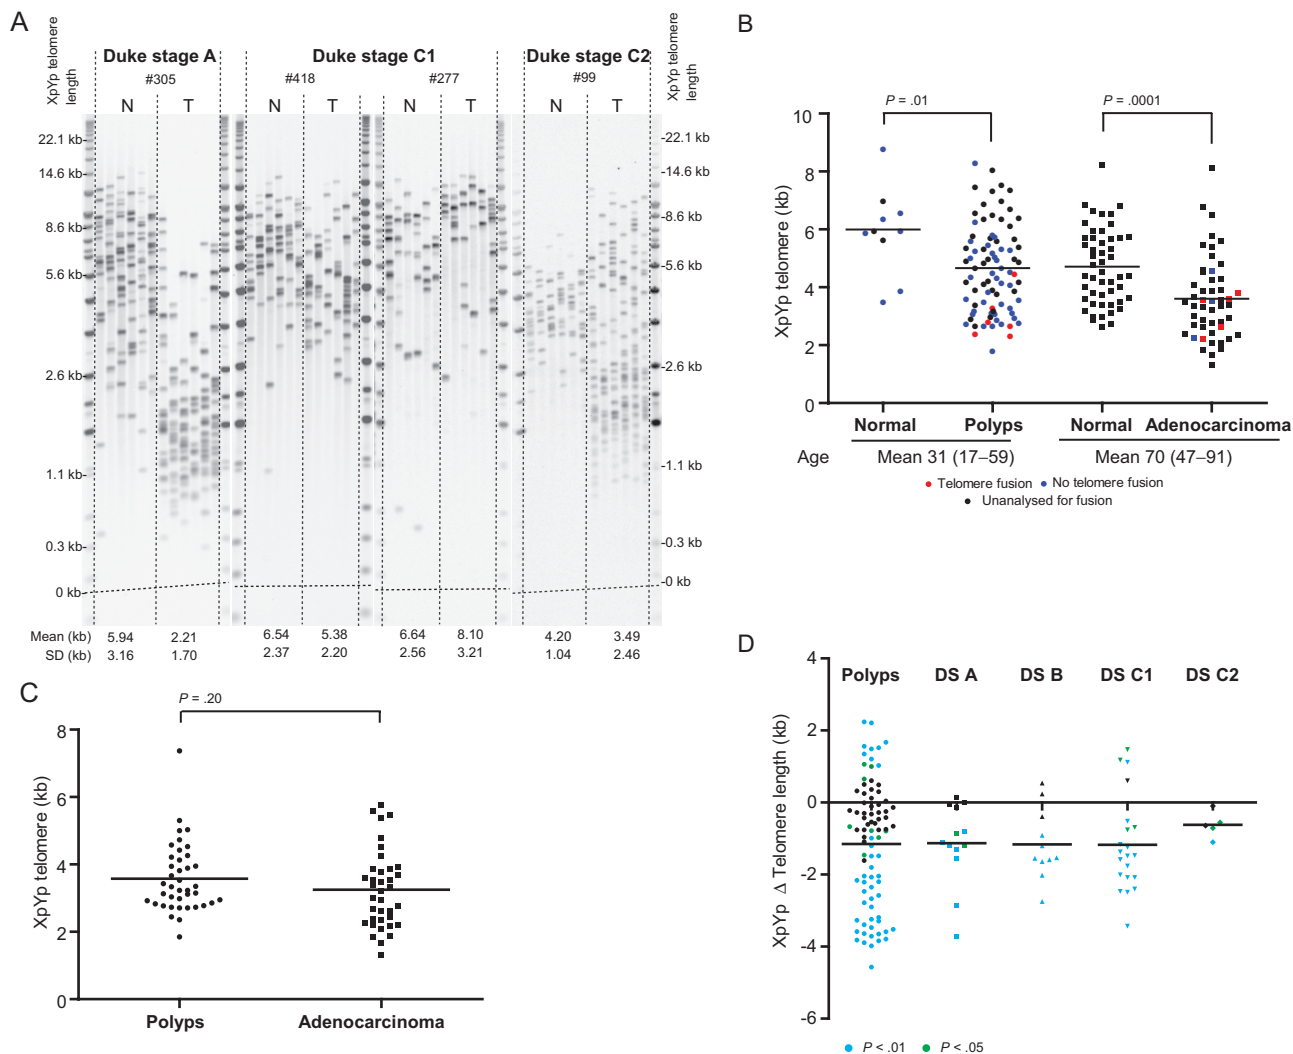 A
XpYp telomere
length
Duke stage A
Duke stage C1
Duke stage C2
XpYp telomere
length
#305
#418
#277
#99
N T N T N T N T
22.1 kb-
14.6 kb-
8.6 kb-
5.6 kb-
2.6 kb-
1.1 kb-
0.3 kb-
0 kb-
-22.1 kb
-14.6 kb
-8.6 kb
-5.6 kb
-2.6 kb
-1.1 kb
-0.3 kb
-0 kb
Mean (kb) 5.94 2.21 6.54 5.38 6.64 8.10 4.20 3.49
SD (kb) 3.16 1.70 2.37 2.20 2.56 3.21 1.04 2.46
B
P = .01
P = .0001
XpYp telomere (kb)
10
8
6
4
2
0
Normal Polyps Normal Adenocarcinoma
Age Mean 31 (17–59) Mean 70 (47–91)
Telomere fusion No telomere fusion
Unanalysed for fusion
C
P = .20
XpYp telomere (kb)
8
6
4
2
0
Polyps Adenocarcinoma
D
XpYp Δ Telomere length (kb)
Polyps DS A DS B DS C1 DS C2
4
2
0
-2
-4
-6
P < .01 P < .05